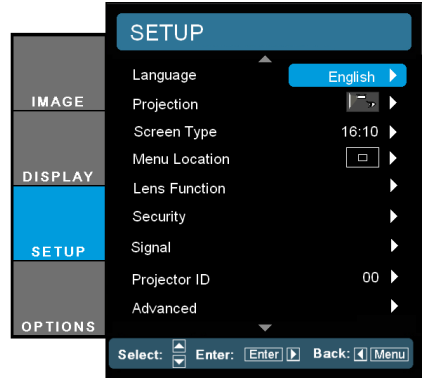 SETUP
IMAGE
DISPLAY
SETUP
OPTIONS
Language English
Projection
Screen Type 16:10
Menu Location
Lens Function
Security
Signal
Projector ID 00
Advanced
Select: Enter: Enter Back: Menu